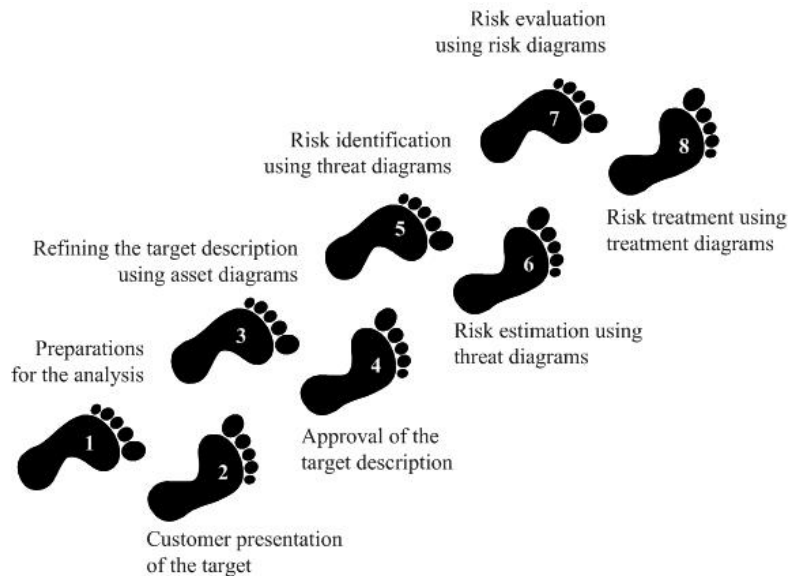 Risk evaluation
using risk diagrams
7
8
Risk identification
using threat diagrams
Risk treatment using
treatment diagrams
5
6
Refining the target description
using asset diagrams
Risk estimation using
threat diagrams
3
4
Preparations
for the analysis
Approval of the
target description
1
2
Customer presentation
of the target